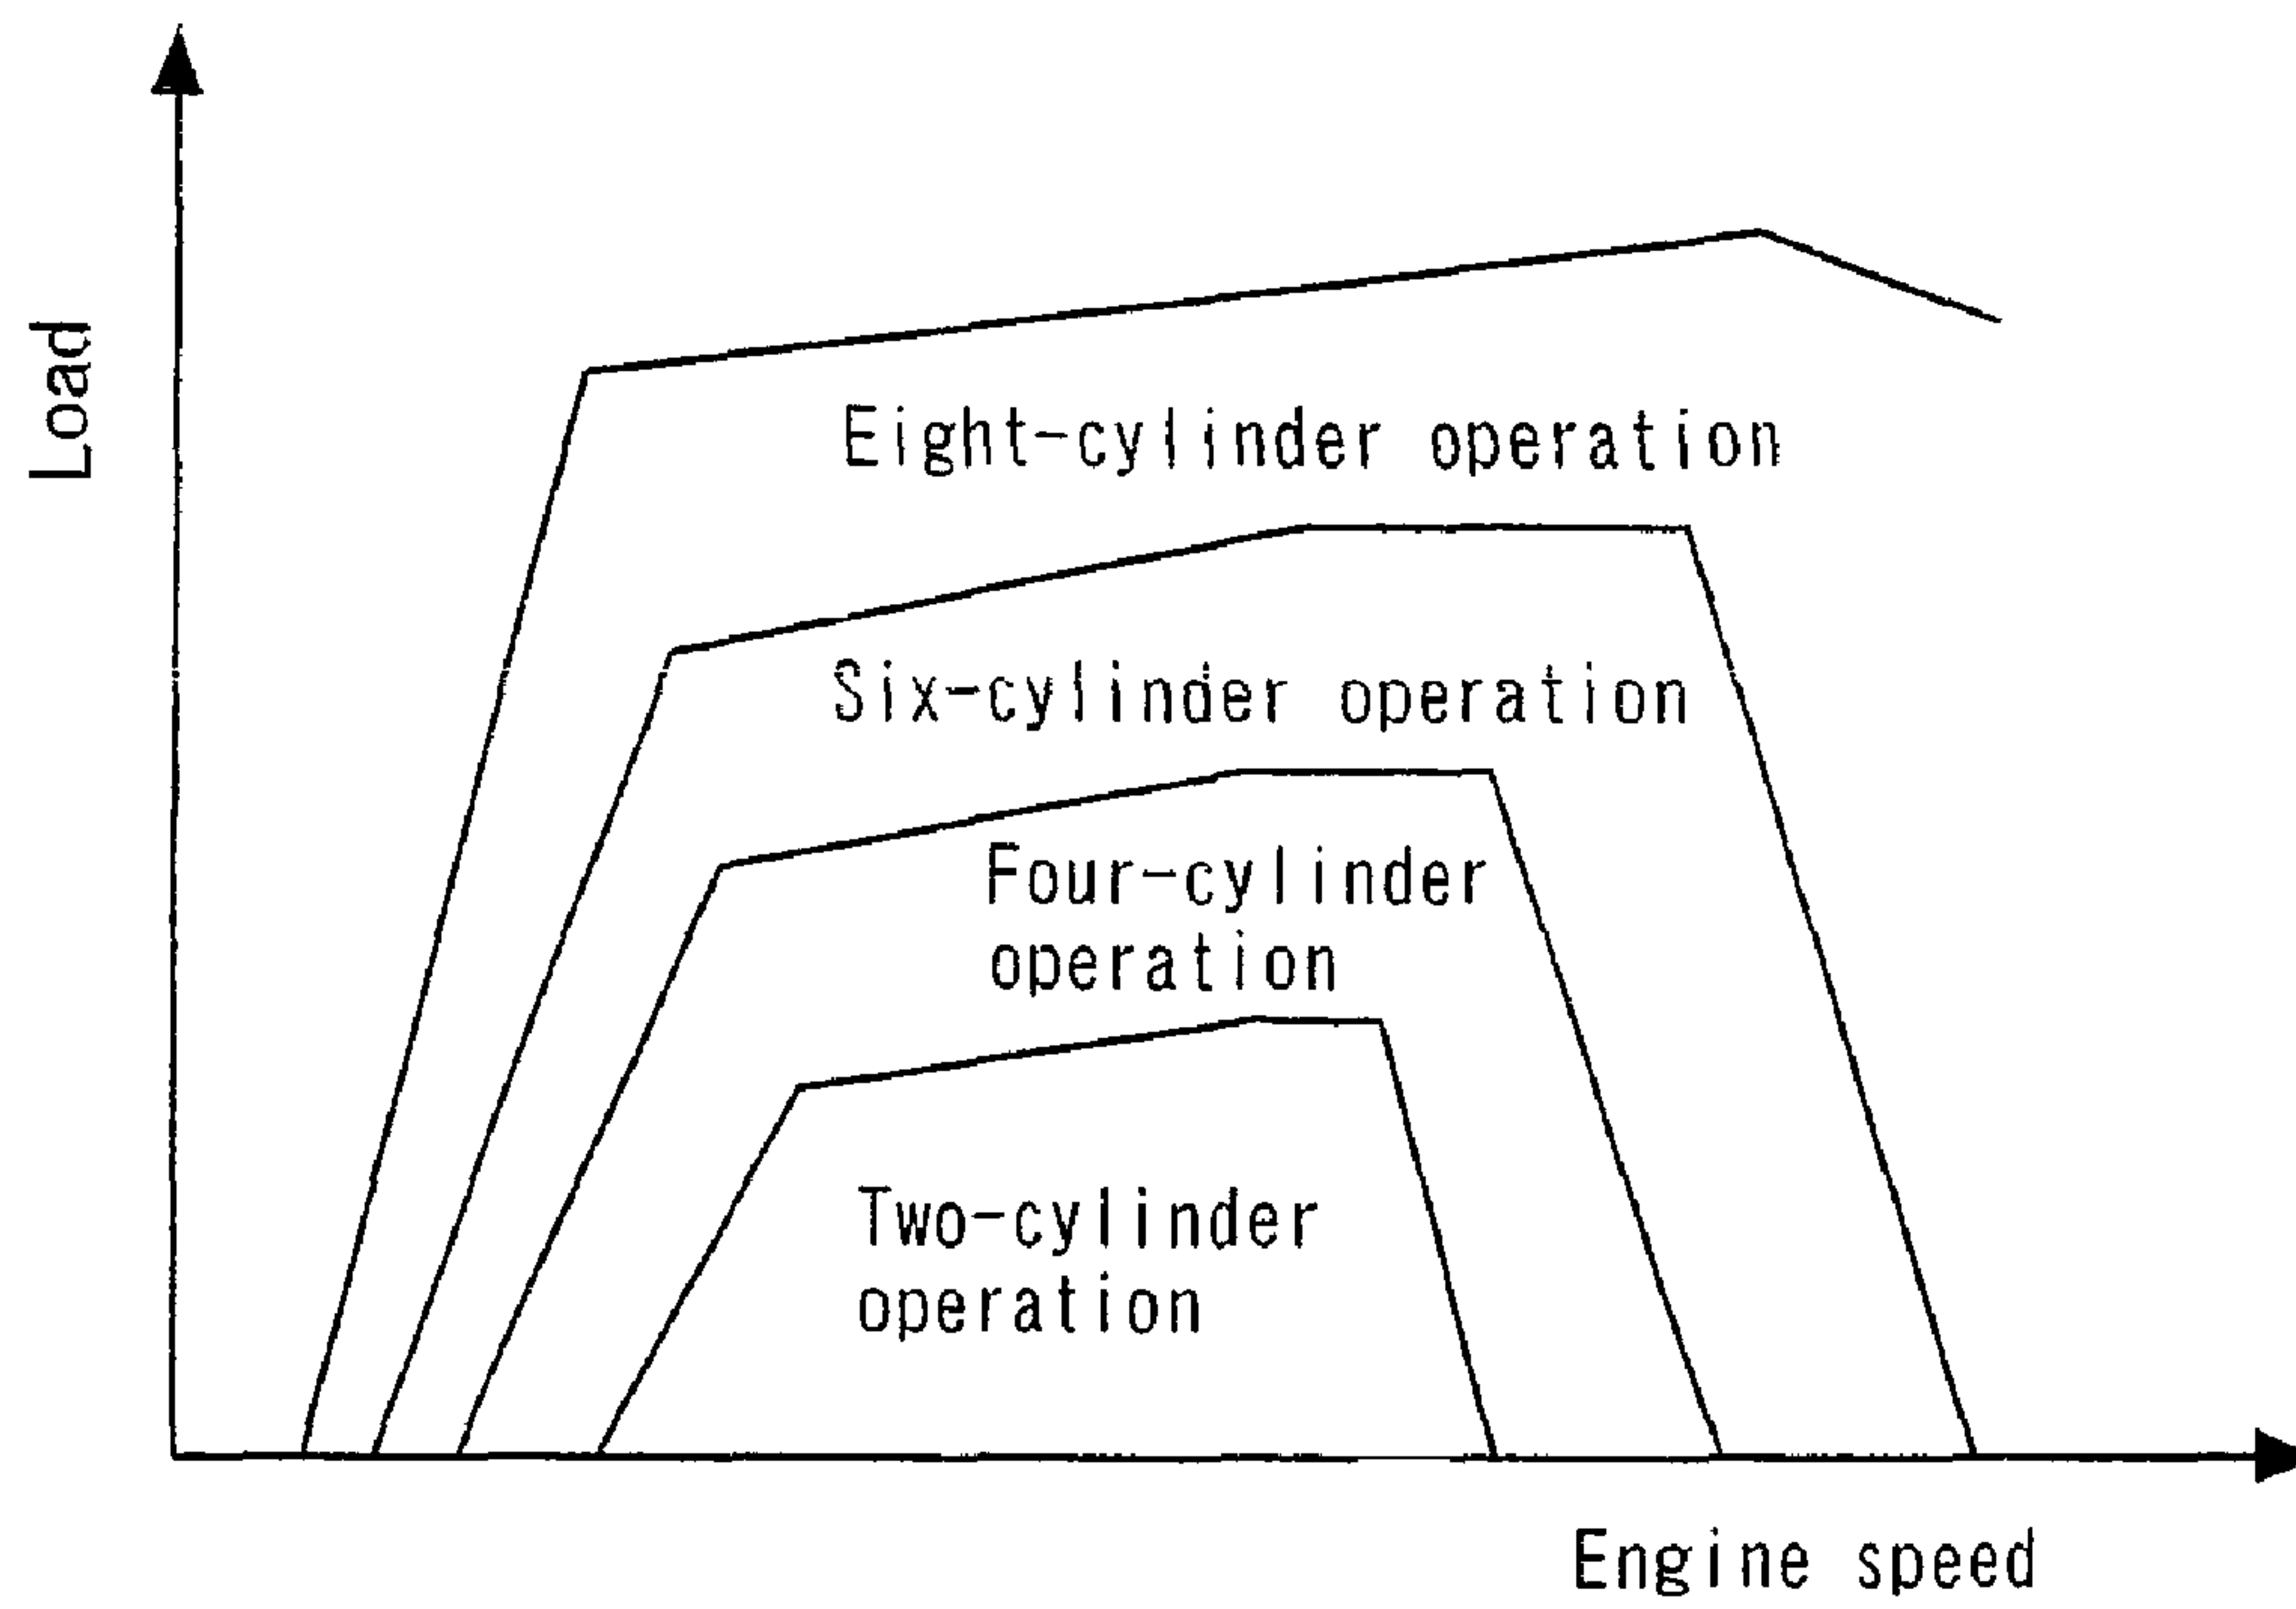 Load
Eight-cylinder operation
Six-cylinder operation
Four-cylinder
operation
Two-cylinder
operation
Engine speed